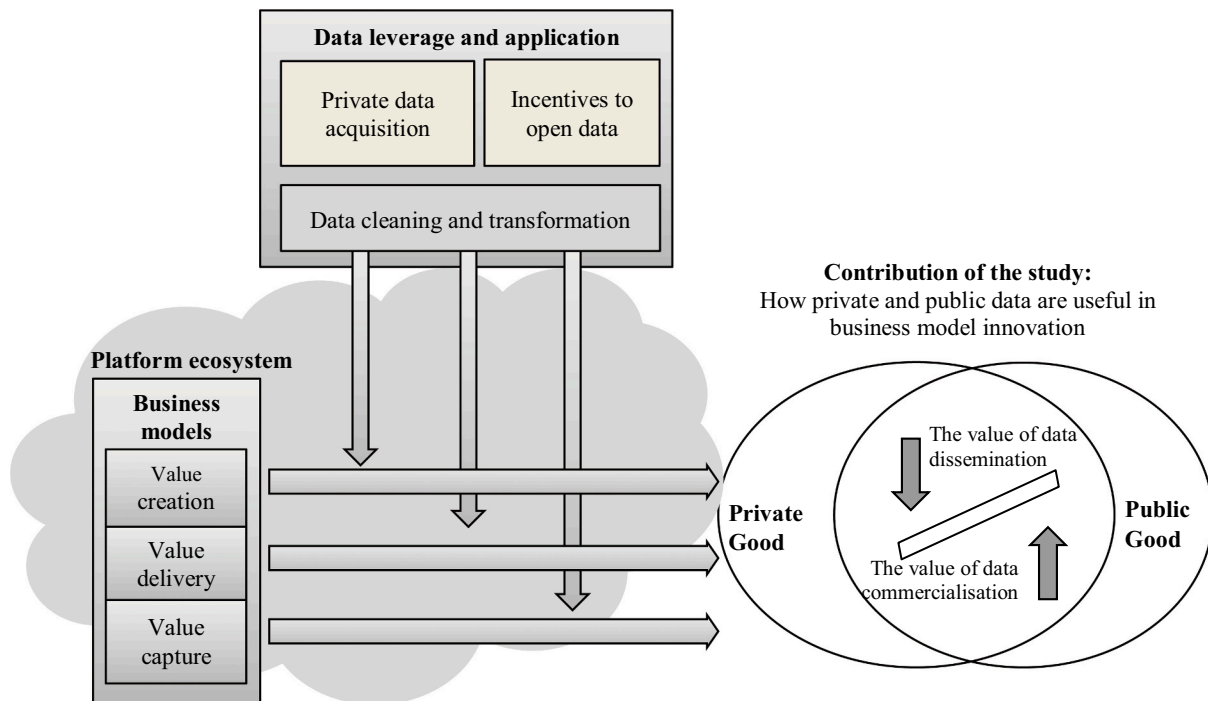 Data leverage and application
Private data
acquisition
Incentives to
open data
Data cleaning and transformation
Contribution of the study:
How private and public data are useful in
business model innovation
Platform ecosystem
Business
models
Value
creation
Value
delivery
Value
capture
Private
Good
The value of data
dissemination
The value of data
commercialisation
Public
Good